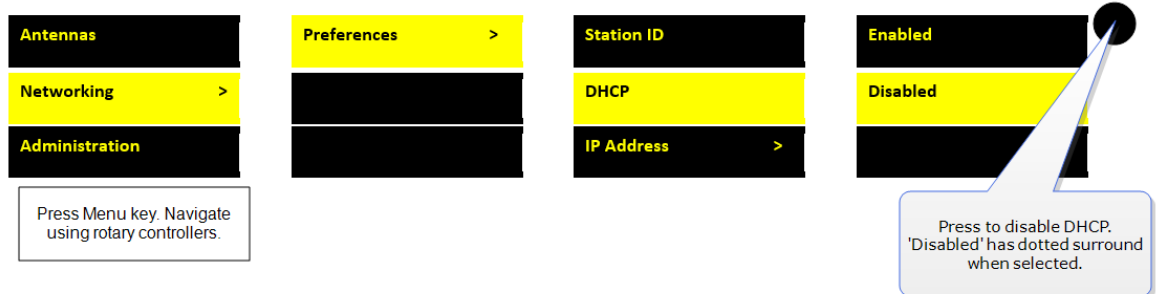 Antennas
Networking >
Administration
Preferences >
Station ID
DHCP
IP Address >
Enabled
Disabled
Press Menu key. Navigate
using rotary controllers.
Press to disable DHCP.
'Disabled' has dotted surround
when selected.